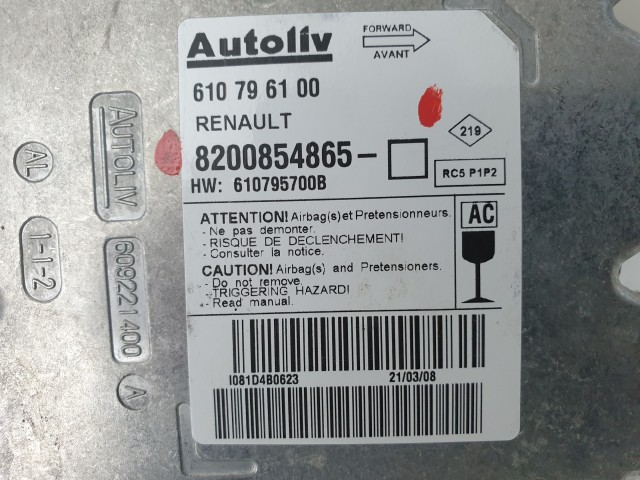 Autoliv
FORWARD
AVANT
610 79 61 00
RENAULT
219
8200854865-
HW: 610795700B
RC5 P1P2
ATTENTION! Airbag(s)et Pretensionneurs.
- Ne pas demonter.
- RISQUE DE DECLENCHEMENT!
- Consulter la notice.
AC
CAUTION! Airbag(s) and Pretensioners.
- Do not remove.
- TRIGGERING HAZARD!
- Read manual.
I081D4B0623
21/03/08
AUTOLIV
AL
1-1-2
609221400
A